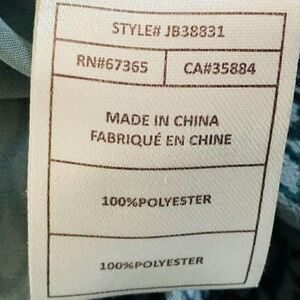 STYLE# JB38831
RN#67365 CA#35884
MADE IN CHINA
FABRIQUÉ EN CHINE
100%POLYESTER
100%POLYESTER